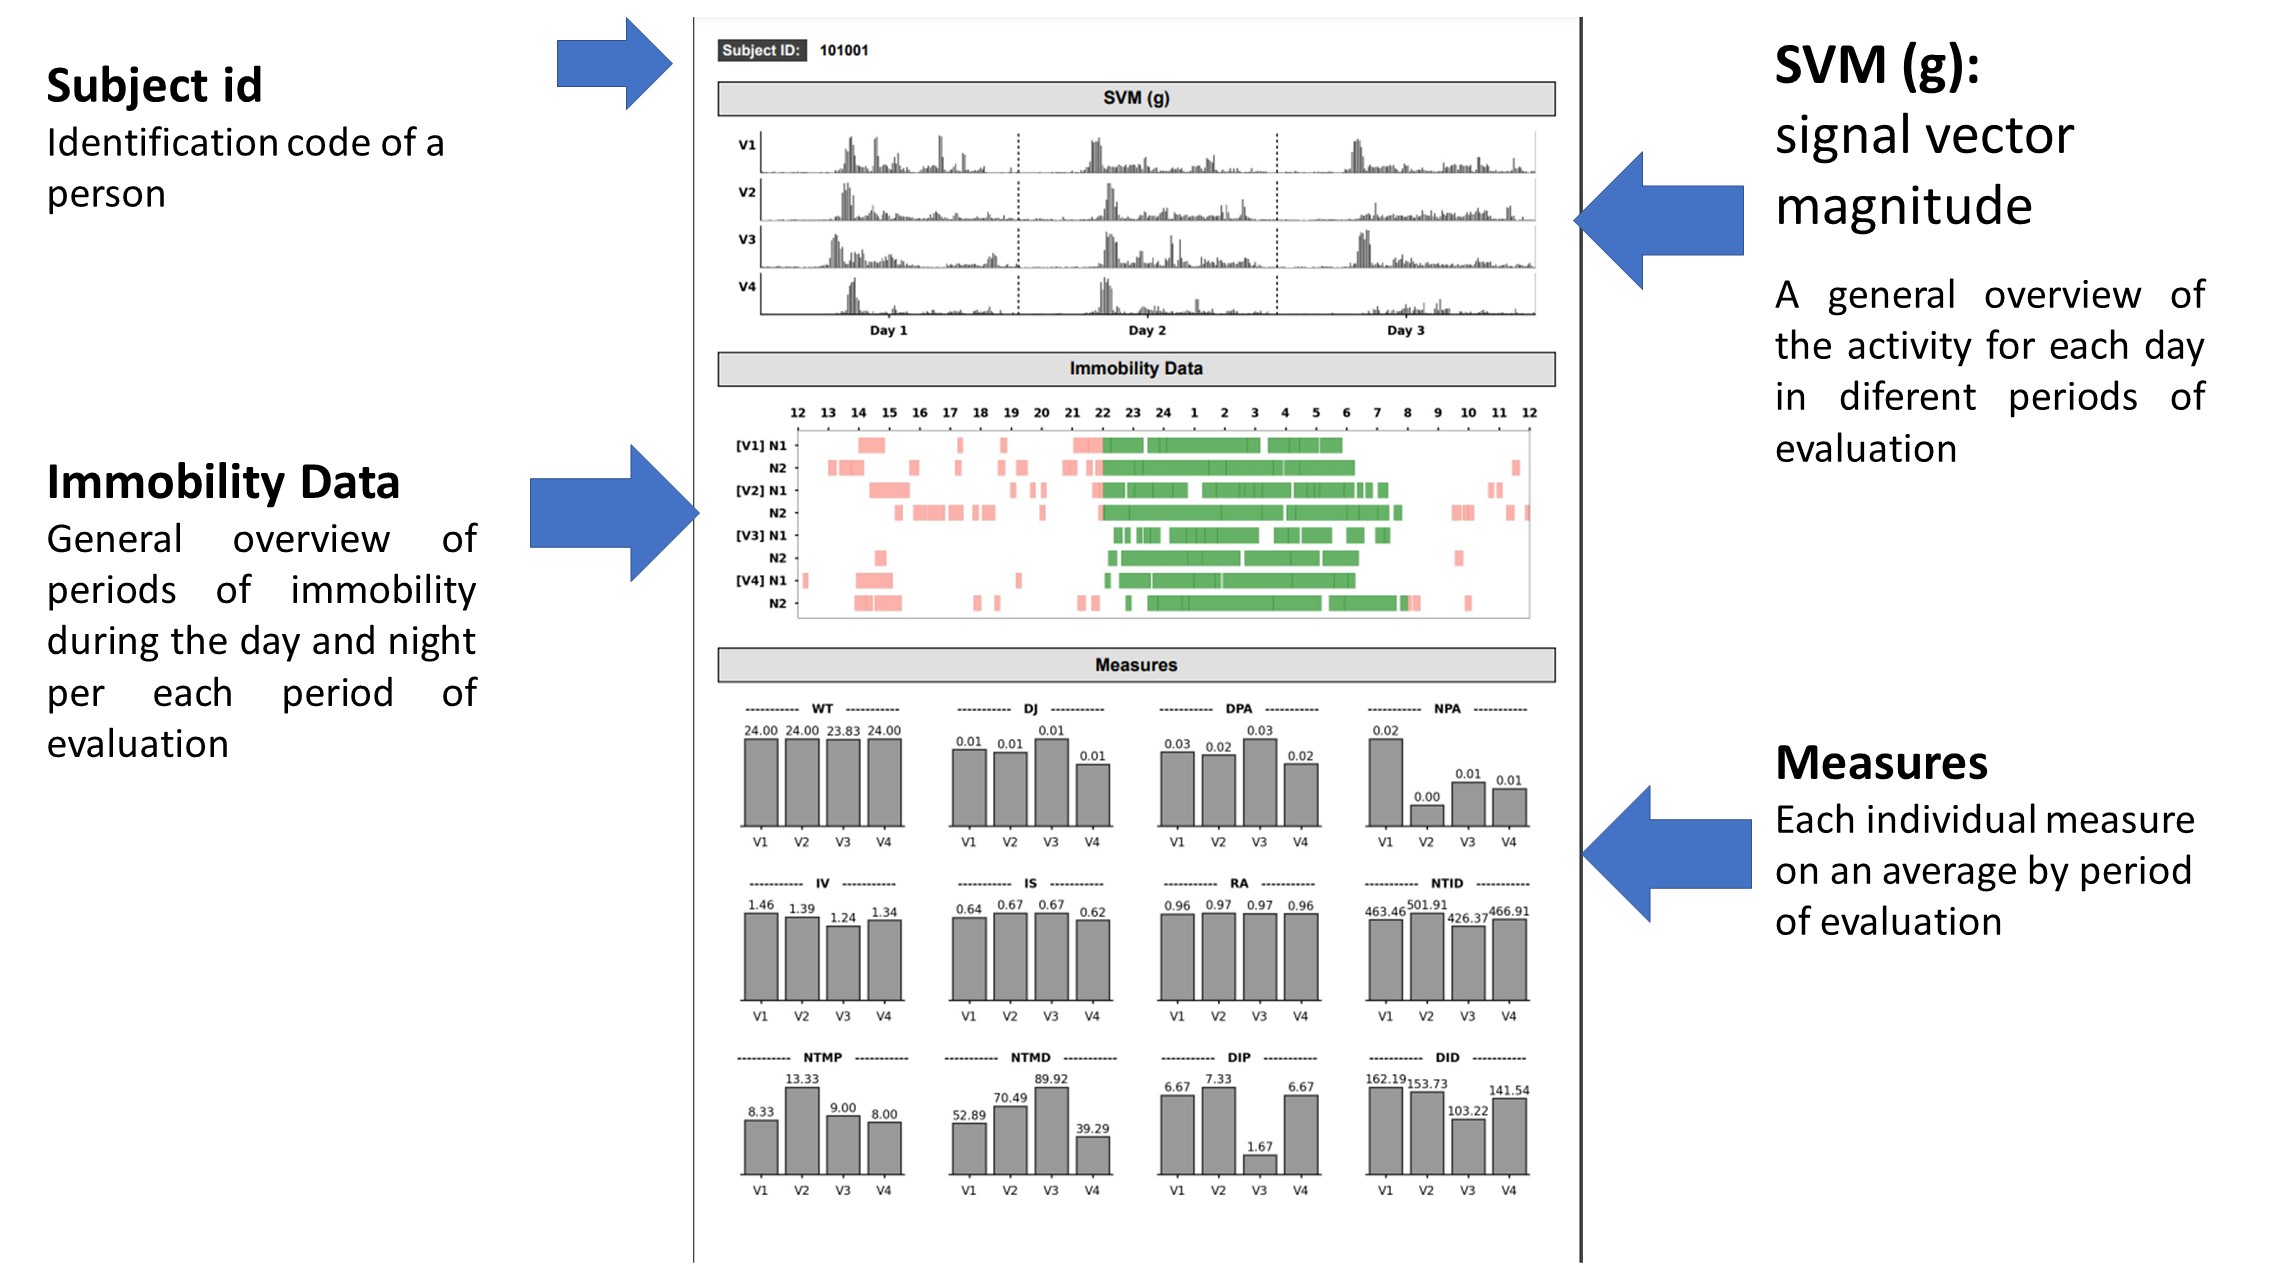 Subject id
Identification code of a
person
Immobility Data
General overview of
periods of immobility
during the day and night
per each period of
evaluation
Subject ID: 101001
SVM (g)
V1
V2
V3
V4
Day 1 Day 2 Day 3
Immobility Data
12 13 14 15 16 17 18 19 20 21 22 23 24 1 2 3 4 5 6 7 8 9 10 11 12
[V1] N1
N2
[V2] N1
N2
[V3] N1
N2
[V4] N1
N2
Measures
WT DJ DPA NPA
24.00 24.00 23.83 24.00 0.01 0.01 0.01 0.01 0.03 0.02 0.03 0.02 0.02 0.00 0.01 0.01
V1 V2 V3 V4 V1 V2 V3 V4 V1 V2 V3 V4 V1 V2 V3 V4
IV IS RA NTID
1.46 1.39 1.24 1.34 0.64 0.67 0.67 0.62 0.96 0.97 0.97 0.96 463.46 501.91 426.37 466.91
V1 V2 V3 V4 V1 V2 V3 V4 V1 V2 V3 V4 V1 V2 V3 V4
NTMP NTMD DIP DID
8.33 13.33 9.00 8.00 52.89 70.49 89.92 39.29 6.67 7.33 1.67 6.67 162.19 153.73 103.22 141.54
V1 V2 V3 V4 V1 V2 V3 V4 V1 V2 V3 V4 V1 V2 V3 V4
SVM (g):
signal vector
magnitude
A general overview of
the activity for each day
in diferent periods of
evaluation
Measures
Each individual measure
on an average by period
of evaluation